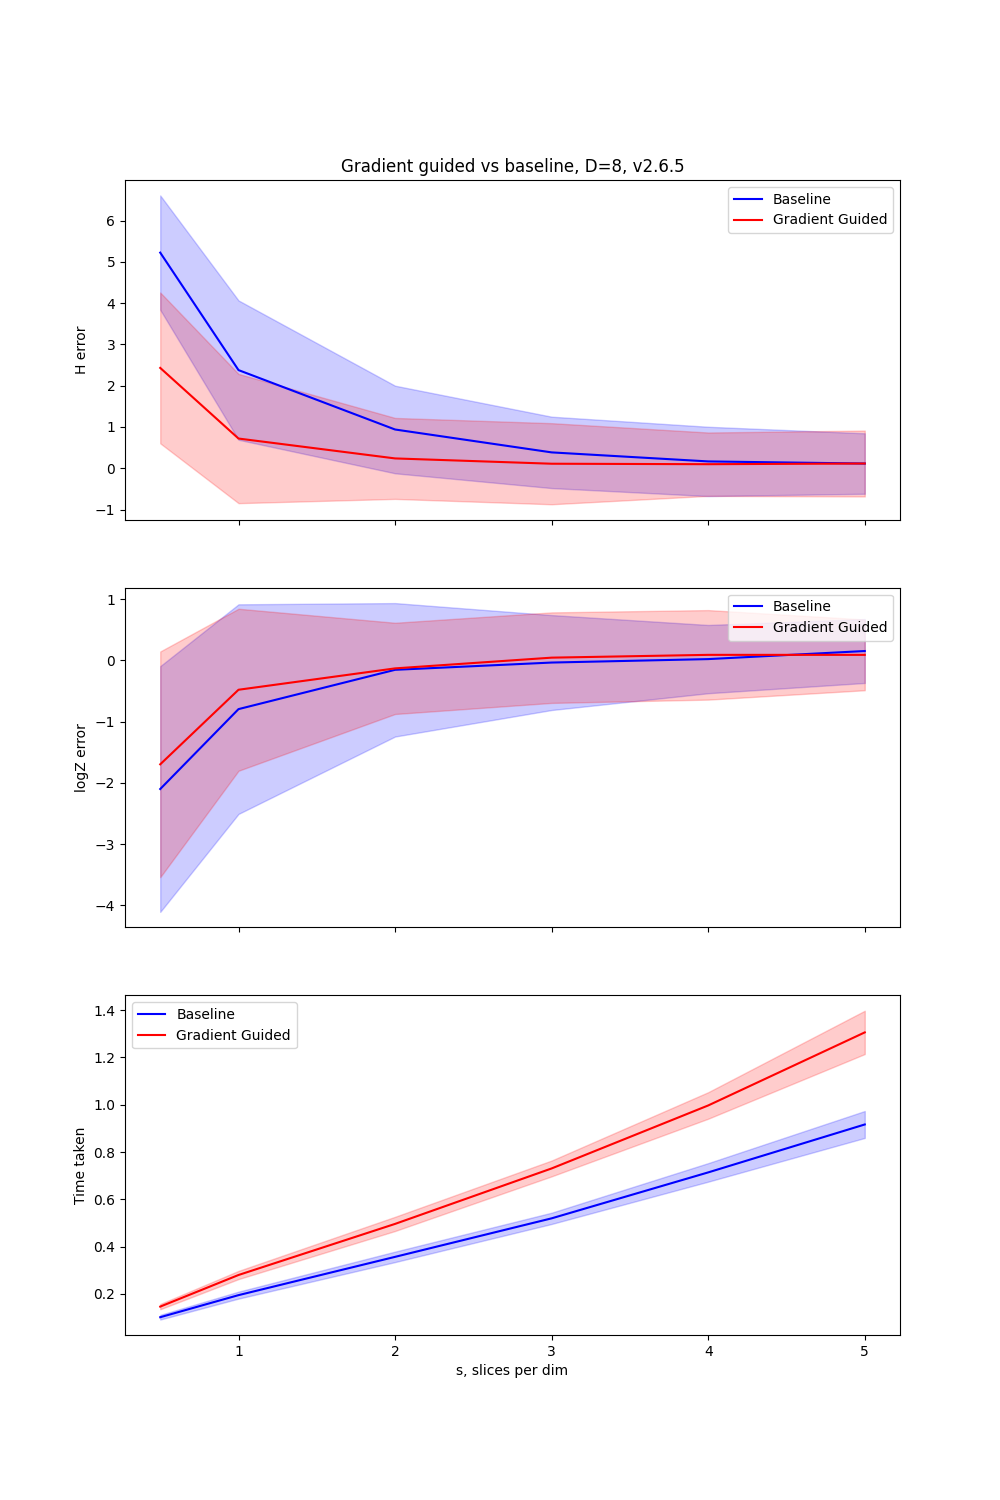 Gradient guided vs baseline, D=8, v2.6.5
Baseline
Gradient Guided
6
5
4
3
2
1
0
−1
H error
Baseline
Gradient Guided
1
0
−1
−2
−3
−4
logZ error
Baseline
Gradient Guided
1.4
1.2
1.0
0.8
0.6
0.4
0.2
Time taken
1 2 3 4 5
s, slices per dim